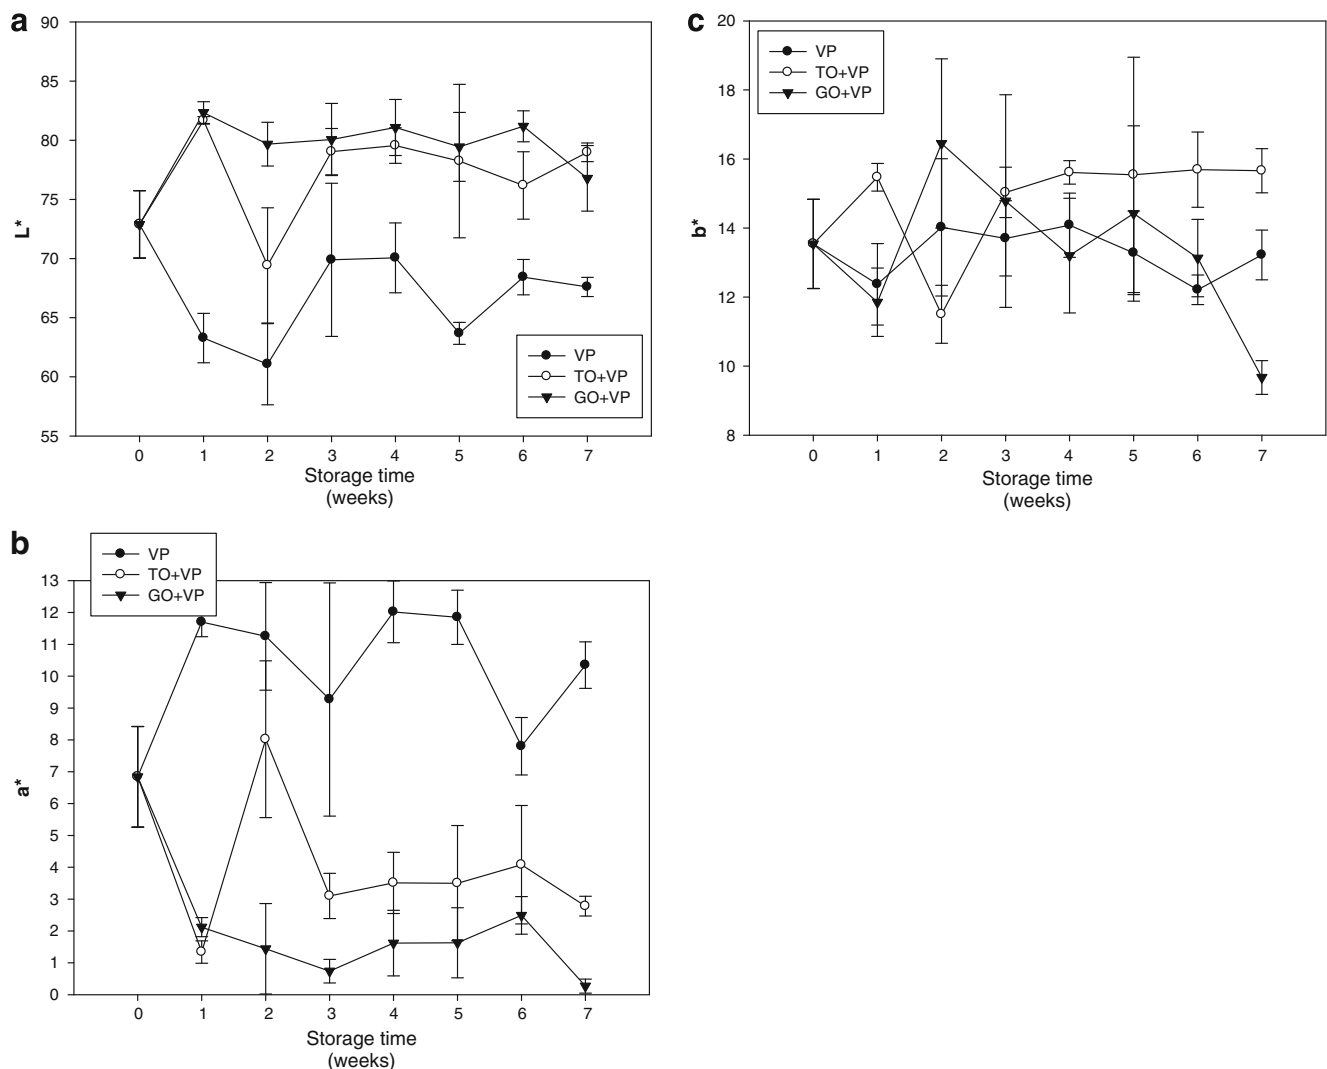 a
90
85
80
75
70
65
60
55
L*
VP
TO+VP
GO+VP
0 1 2 3 4 5 6 7
Storage time
(weeks)
c
20
18
16
14
12
10
8
b*
VP
TO+VP
GO+VP
0 1 2 3 4 5 6 7
Storage time
(weeks)
b
VP
TO+VP
GO+VP
13
12
11
10
9
8
7
6
5
4
3
2
1
0
a*
0 1 2 3 4 5 6 7
Storage time
(weeks)